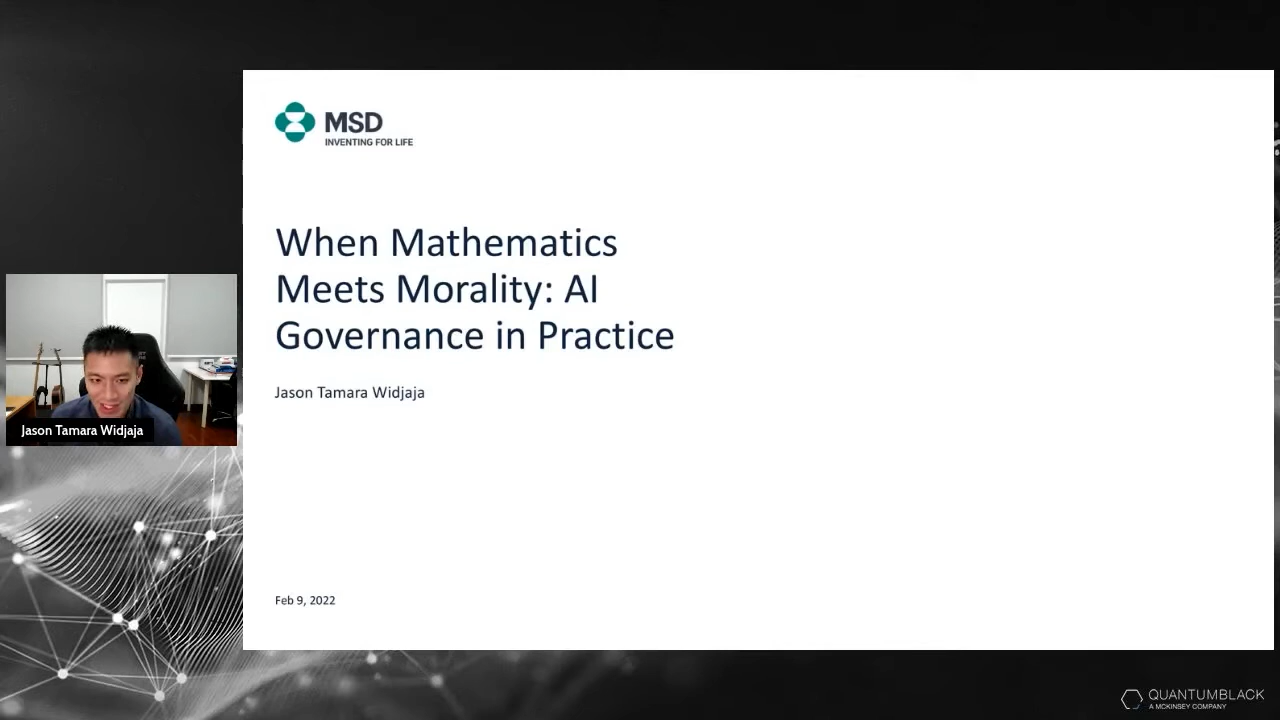 MSD
INVENTING FOR LIFE
When Mathematics
Meets Morality: AI
Governance in Practice
Jason Tamara Widjaja
Jason Tamara Widjaja
Feb 9, 2022
QUANTUMBLACK
A MCKINSEY COMPANY